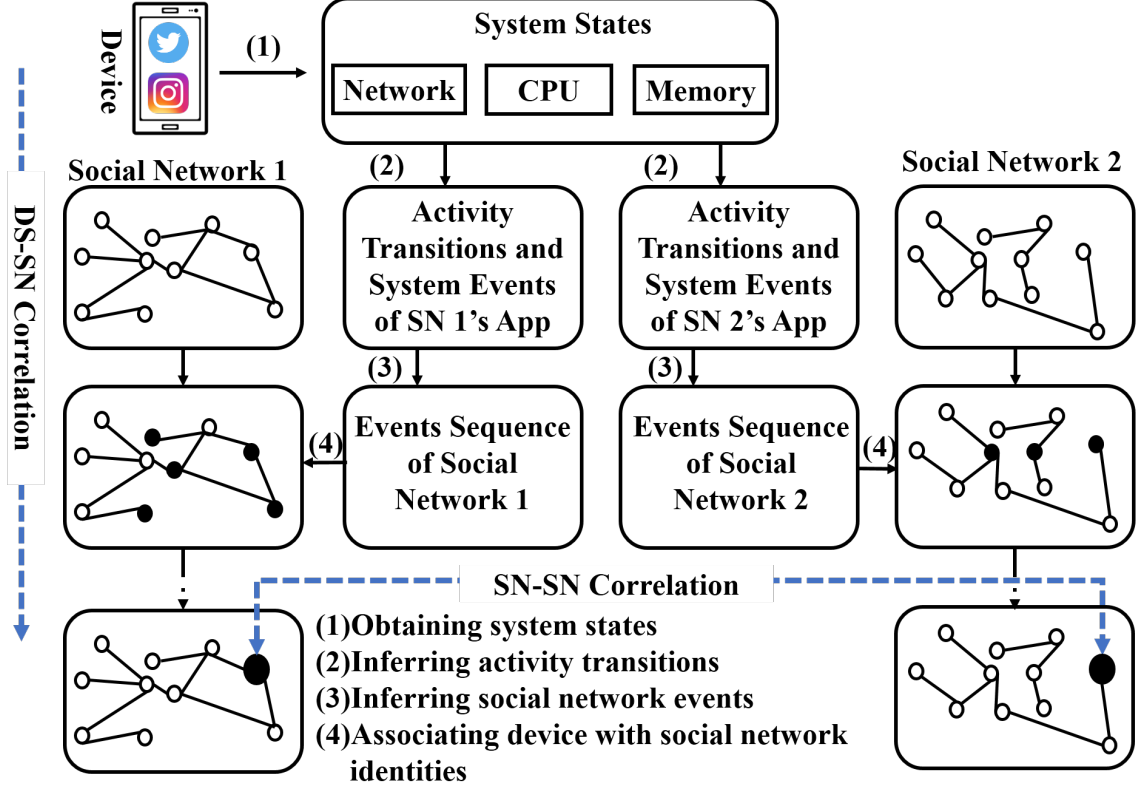 Device
(1)
System States
Network
CPU
Memory
(2)
(2)
Social Network 1
Social Network 2
Activity
Transitions and
System Events
of SN 1’s App
Activity
Transitions and
System Events
of SN 2’s App
DS-SN Correlation
(3)
(3)
(4)
Events Sequence
of Social
Network 1
Events Sequence
of Social
Network 2
(4)
SN-SN Correlation
(1)Obtaining system states
(2)Inferring activity transitions
(3)Inferring social network events
(4)Associating device with social network
identities